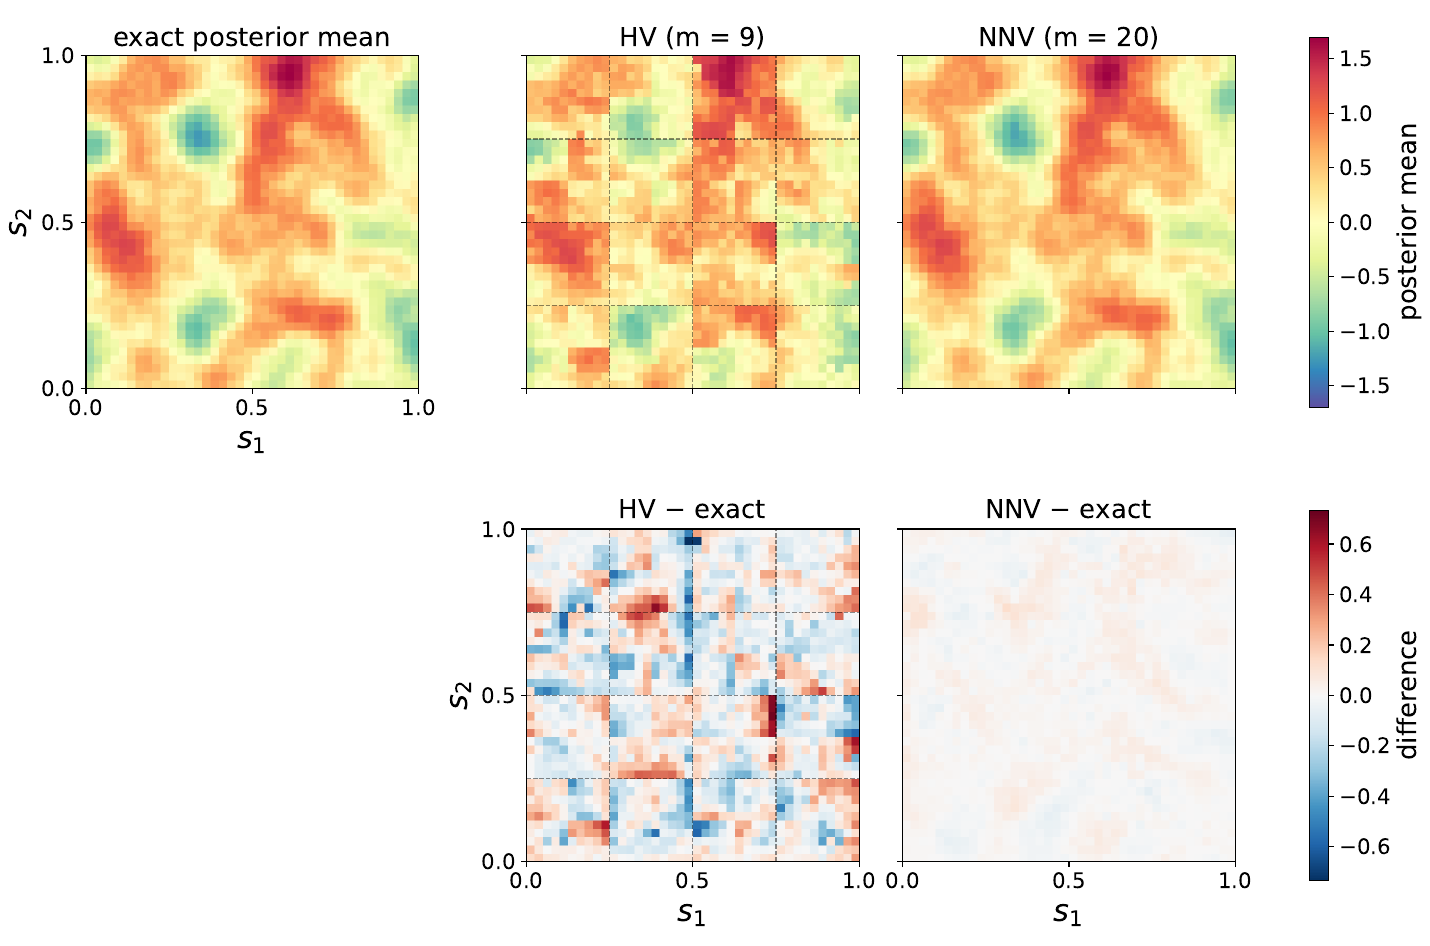 exact posterior mean
HV (m = 9)
NNV (m = 20)
1.0
0.5
0.0
s₂
0.0 0.5 1.0
s₁
1.5
1.0
0.5
0.0
−0.5
−1.0
−1.5
posterior mean
HV − exact
NNV − exact
1.0
0.5
0.0
s₂
0.0 0.5 1.0
s₁
0.0 0.5 1.0
s₁
0.6
0.4
0.2
0.0
−0.2
−0.4
−0.6
difference